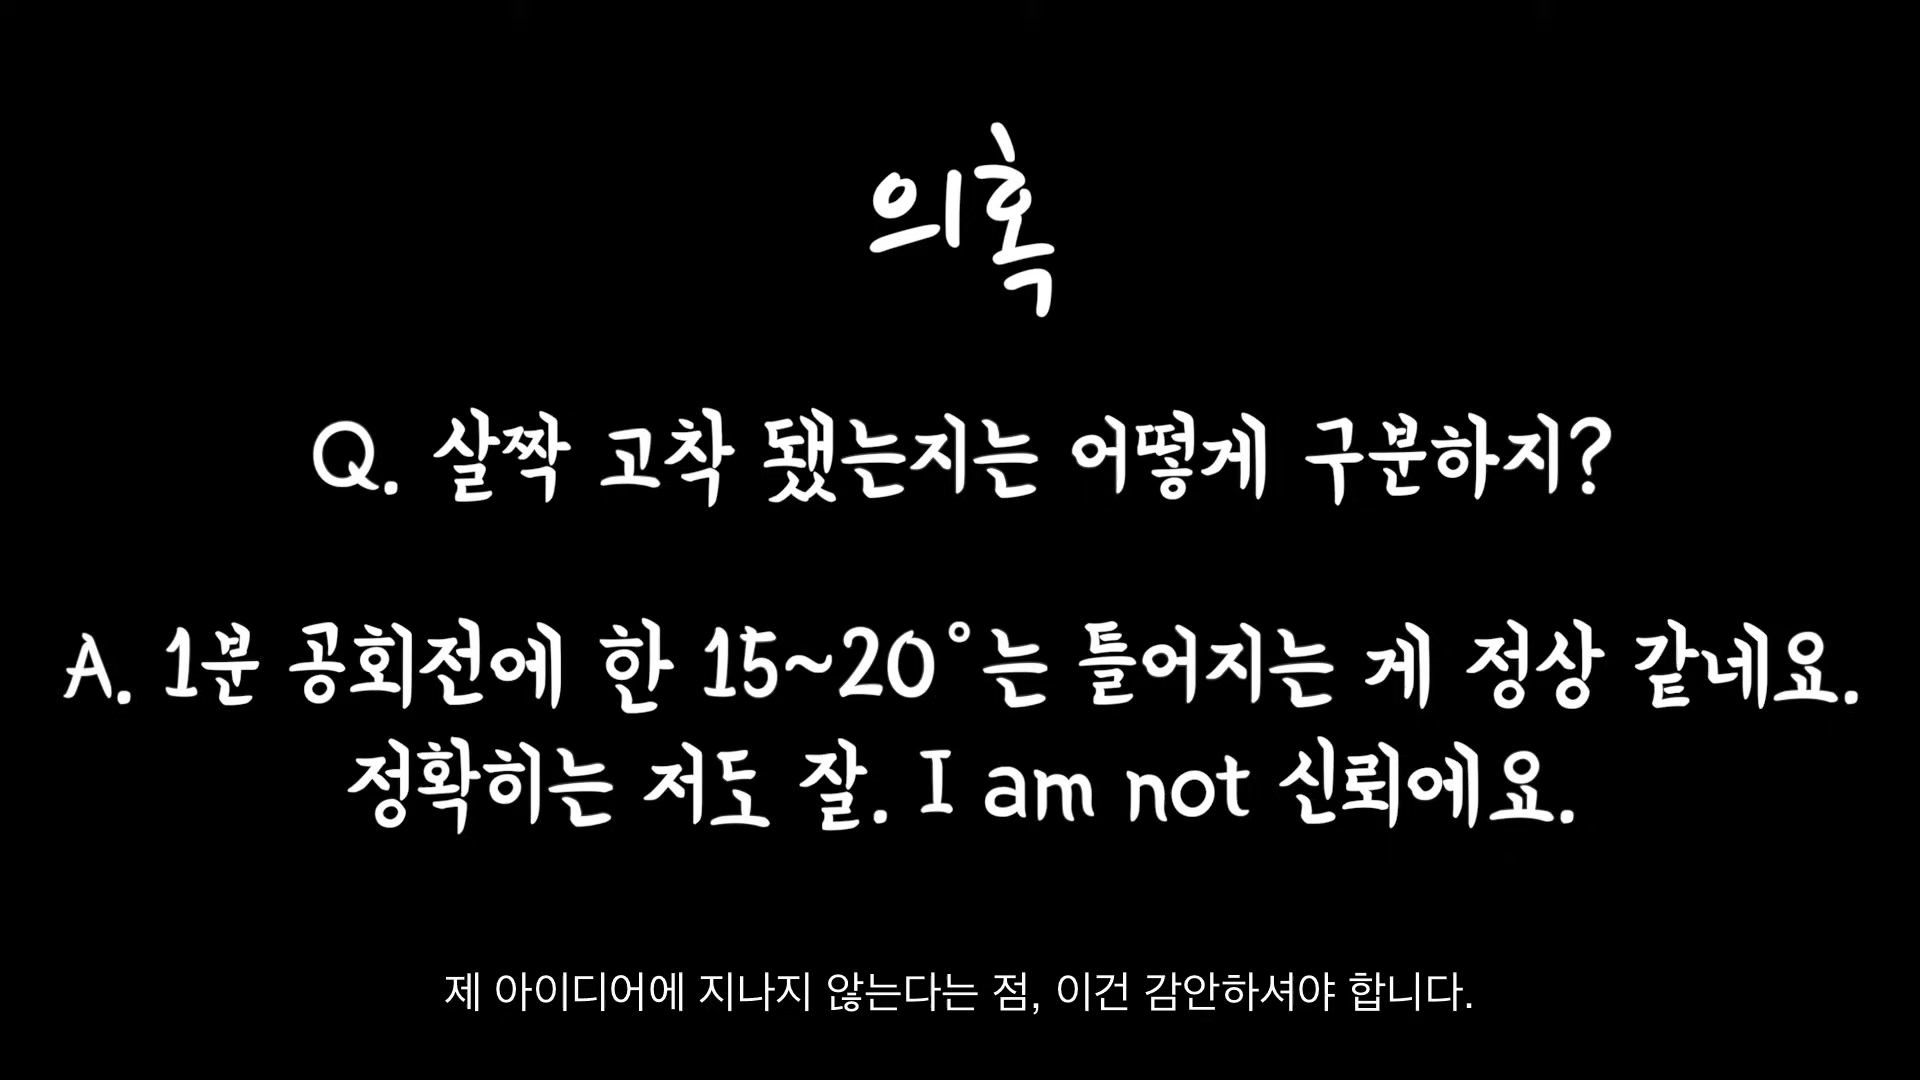 의혹
Q. 살짝 고착 됐는지는 어떻게 구분하지?
A. 1분 공회전에 한 15~20°는 틀어지는 게 정상 같네요.
정확히는 저도 잘. I am not 신뢰에요.
제 아이디어에 지나지 않는다는 점, 이건 감안하셔야 합니다.